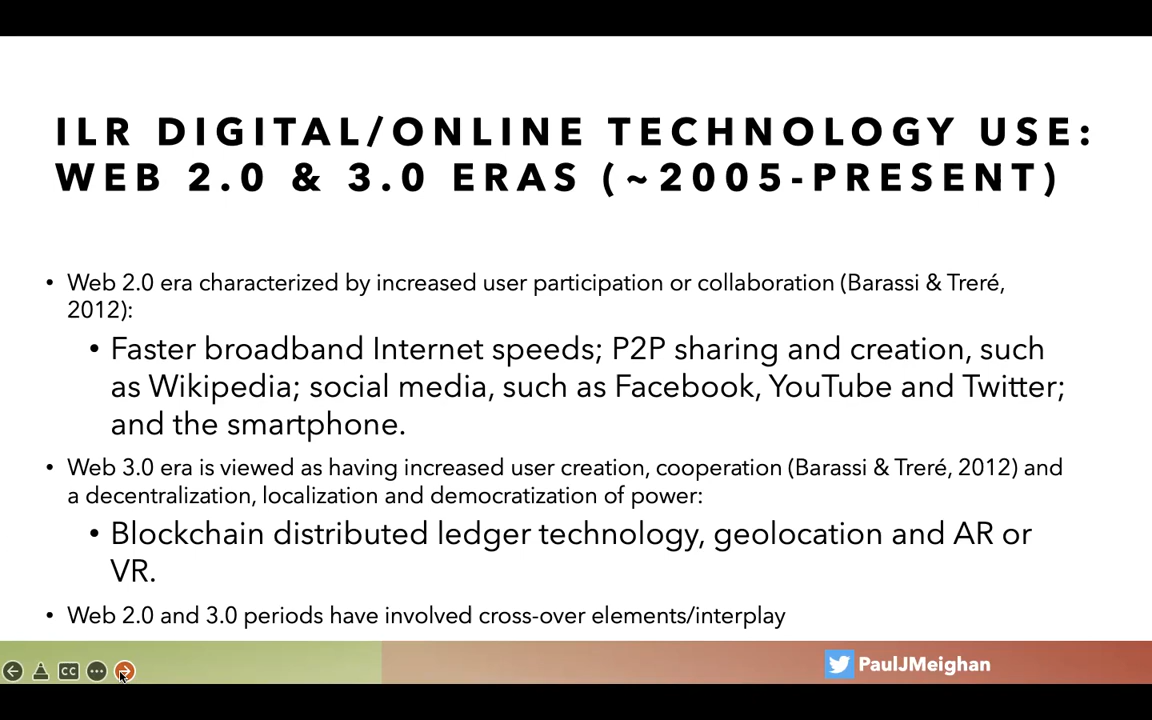 ILR DIGITAL/ONLINE TECHNOLOGY USE:
WEB 2.0 & 3.0 ERAS (~2005-PRESENT)
• Web 2.0 era characterized by increased user participation or collaboration (Barassi & Treré,
2012):
• Faster broadband Internet speeds; P2P sharing and creation, such
as Wikipedia; social media, such as Facebook, YouTube and Twitter;
and the smartphone.
• Web 3.0 era is viewed as having increased user creation, cooperation (Barassi & Treré, 2012) and
a decentralization, localization and democratization of power:
• Blockchain distributed ledger technology, geolocation and AR or
VR.
• Web 2.0 and 3.0 periods have involved cross-over elements/interplay
CC
PaulJMeighan